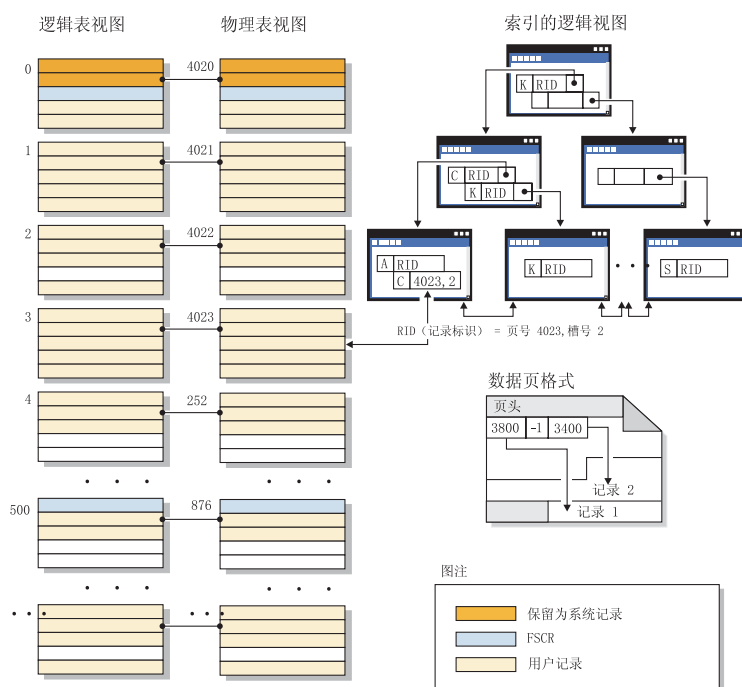 逻辑表视图
物理表视图
索引的逻辑视图
0
4020
1
4021
2
4022
3
4023
4
252
500
876
K RID
C RID
K RID
A RID
C 4023,2
K RID
S RID
RID（记录标识） = 页号 4023,槽号 2
数据页格式
页头
3800 -1 3400
记录 2
记录 1
图注
保留为系统记录
FSCR
用户记录